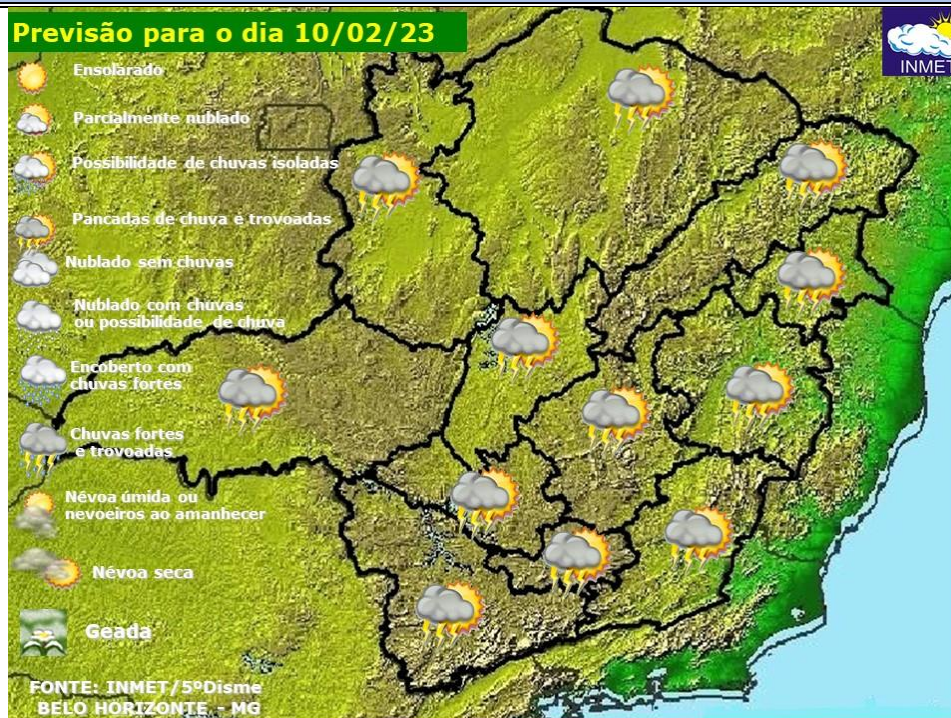 Previsão para o dia 10/02/23
INMET
Ensolarado
Parcialmente nublado
Possibilidade de chuvas isoladas
Pancadas de chuva e trovoadas
Nublado sem chuvas
Nublado com chuvas
ou possibilidade de chuva
Encoberto com
chuvas fortes
Chuvas fortes
e trovoadas
Névoa úmida ou
nevoeiros ao amanhecer
Névoa seca
Geada
FONTE: INMET/5ºDisme
BELO HORIZONTE - MG